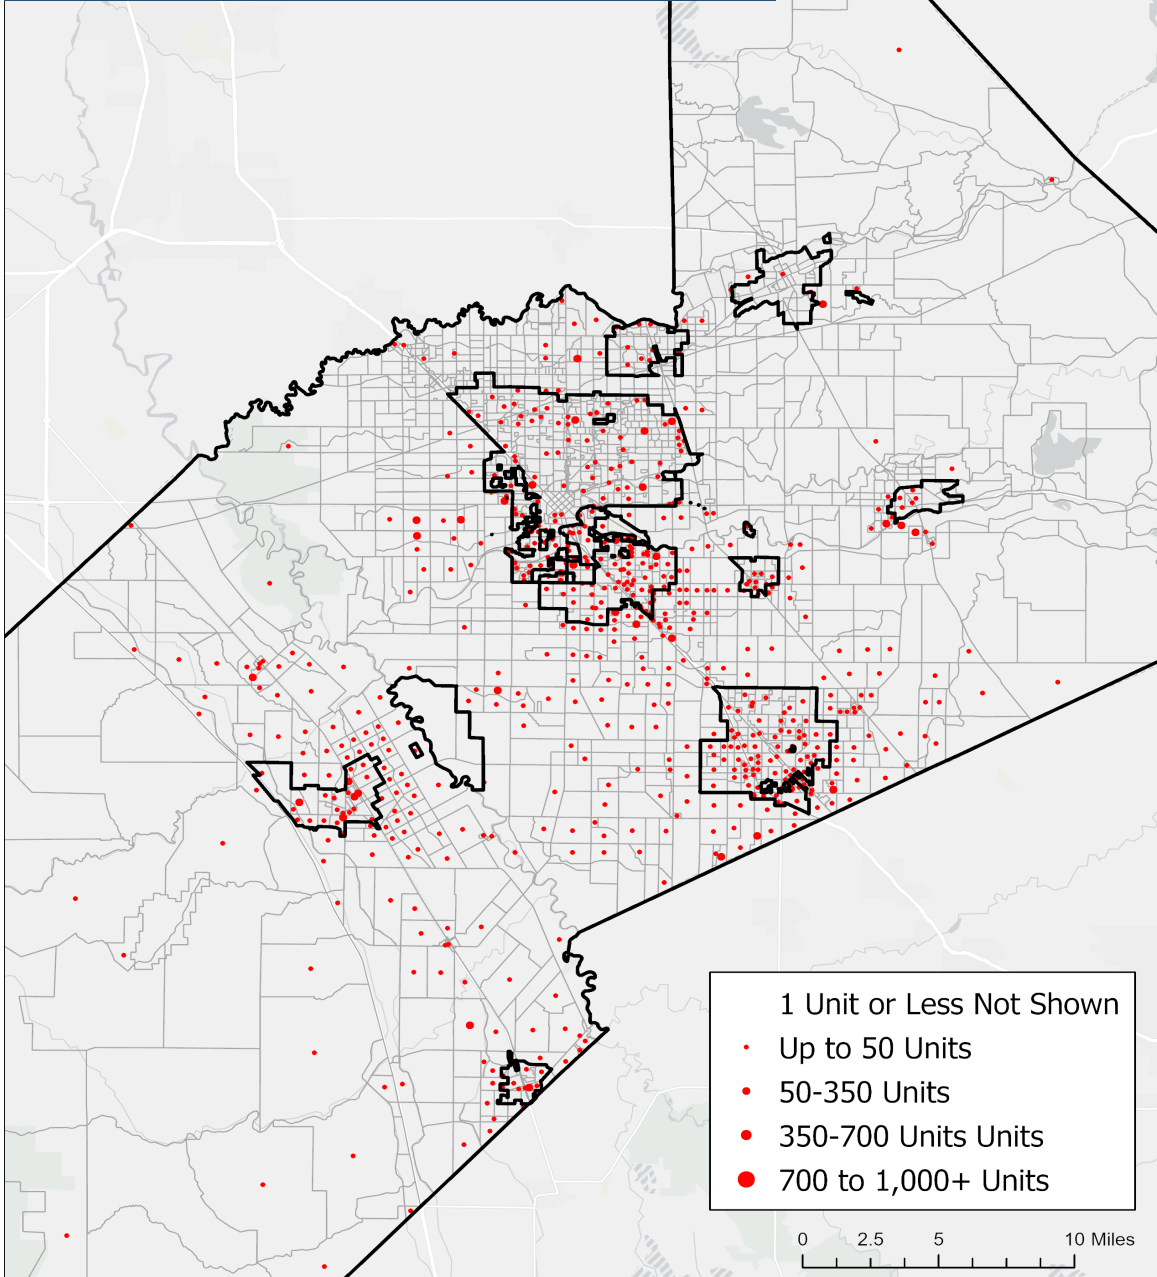 1 Unit or Less Not Shown
Up to 50 Units
50-350 Units
350-700 Units Units
700 to 1,000+ Units
0 2.5 5 10 Miles